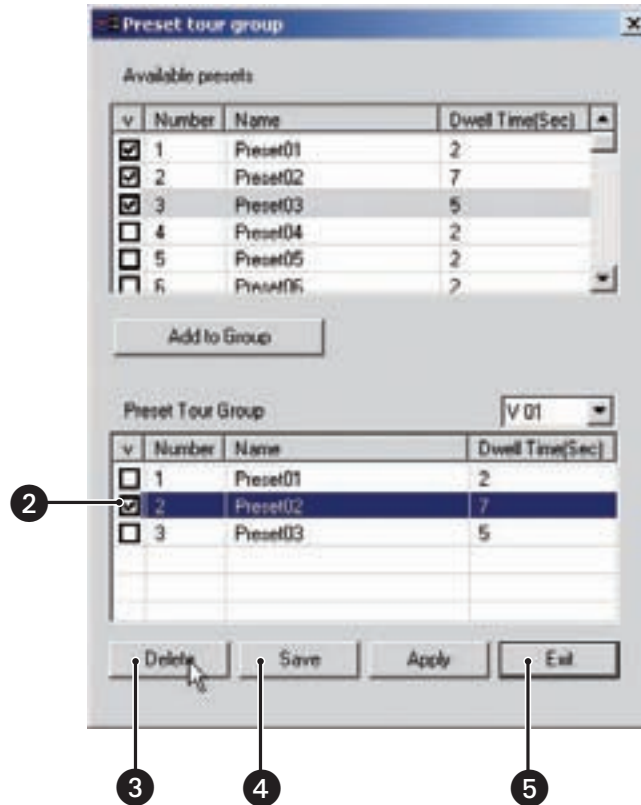 Preset tour group
Available presets
v Number Name Dwell Time(Sec)
1 Preset01 2
2 Preset02 7
3 Preset03 5
4 Preset04 2
5 Preset05 2
6 Preset06 2
Add to Group
Preset Tour Group V 01
v Number Name Dwell Time(Sec)
1 Preset01 2
2 2 Preset02 7
3 Preset03 5
Delete Save Apply Exit
3 4 5